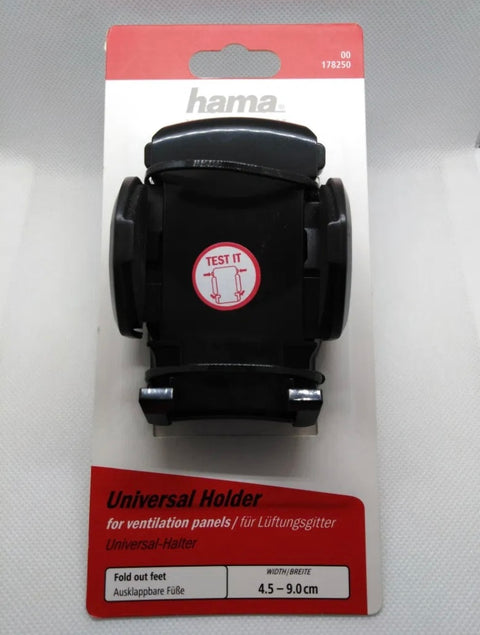 00
178250
hama®
TEST IT
Universal Holder
for ventilation panels / für Lüftungsgitter
Universal-Halter
Fold out feet
Ausklappbare Füße
WIDTH/BREITE
4.5 – 9.0 cm